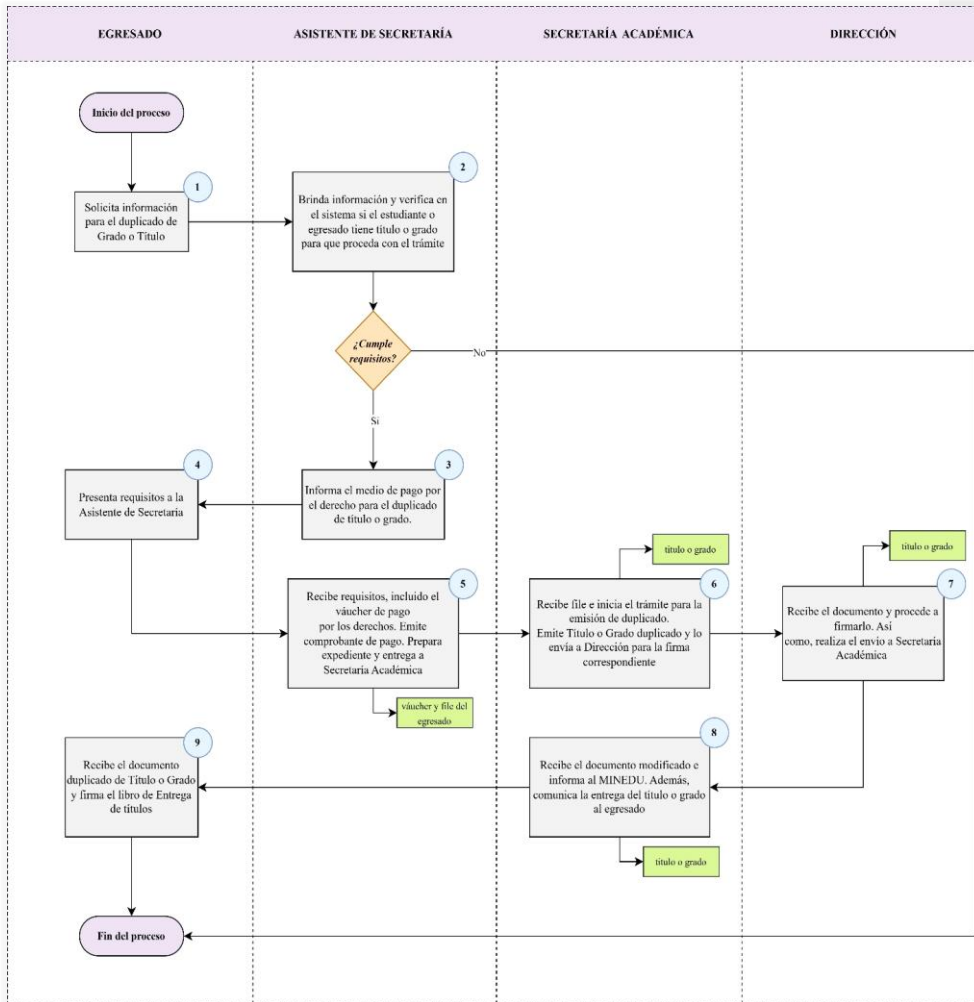 EGRESADO
ASISTENTE DE SECRETARÍA
SECRETARÍA ACADÉMICA
DIRECCIÓN
Inicio del proceso
1
Solicita información
para el duplicado de
Grado o Título
2
Brinda información y verifica en
el sistema si el estudiante o
egresado tiene título o grado
para que proceda con el trámite
¿Cumple
requisitos?
No
Si
3
Informa el medio de pago por
el derecho para el duplicado
de título o grado.
4
Presenta requisitos a la
Asistente de Secretaria
5
Recibe requisitos, incluido el
váucher de pago
por los derechos. Emite
comprobante de pago. Prepara
expediente y entrega a
Secretaría Académica
váucher y file del
egresado
titulo o grado
6
Recibe file e inicia el trámite para la
emisión de duplicado.
Emite Título o Grado duplicado y lo
envía a Dirección para la firma
correspondiente
titulo o grado
7
Recibe el documento y procede a
firmarlo. Asi
como, realiza el envio a Secretaria
Académica
8
Recibe el documento modificado e
informa al MINEDU. Además,
comunica la entrega del título o grado
al egresado
titulo o grado
9
Recibe el documento
duplicado de Título o Grado
y firma el libro de Entrega
de títulos
Fin del proceso